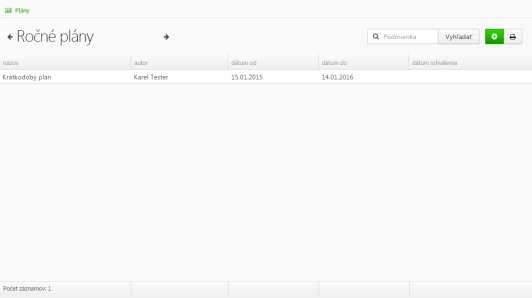 Plány
Ročné plány
Podmienka
Vyhľadať
názov autor dátum od dátum do dátum schválenia
Krátkodobý plán Karel Tester 15.01.2015 14.01.2016
Počet záznamov: 1